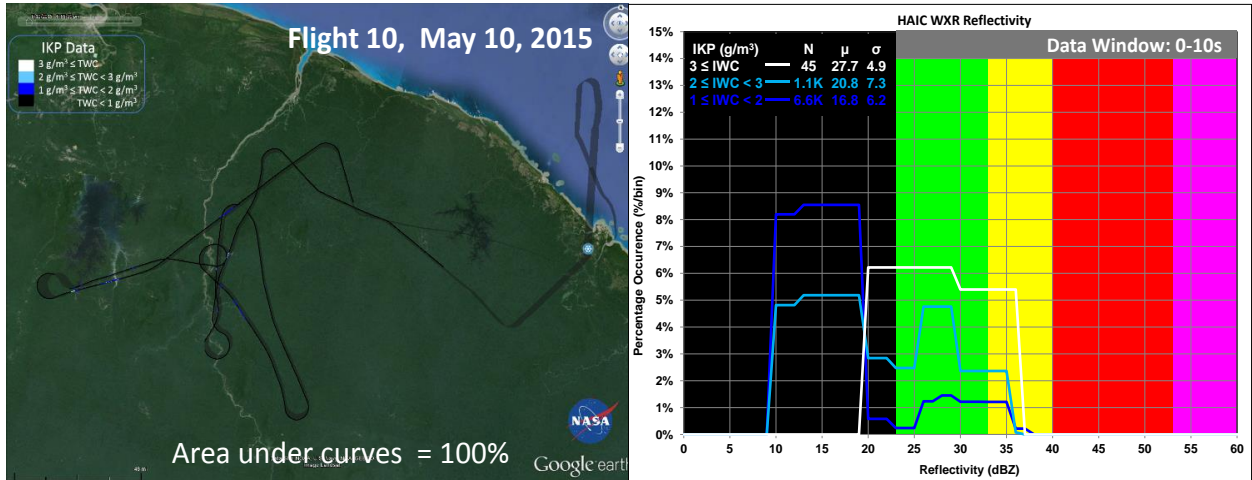 Flight 10, May 10, 2015
IKP Data
3 g/m³ ≤ TWC
2 g/m³ ≤ TWC < 3 g/m³
1 g/m³ ≤ TWC < 2 g/m³
TWC < 1 g/m³
NASA
Area under curves = 100%
Google earth
HAIC WXR Reflectivity
Data Window: 0-10s
IKP (g/m³) N µ σ
3 ≤ IWC 45 27.7 4.9
2 ≤ IWC < 3 1.1K 20.8 7.3
1 ≤ IWC < 2 6.6K 16.8 6.2
Percentage Occurence (%/bin)
15%
14%
13%
12%
11%
10%
9%
8%
7%
6%
5%
4%
3%
2%
1%
0%
0 5 10 15 20 25 30 35 40 45 50 55 60
Reflectivity (dBZ)